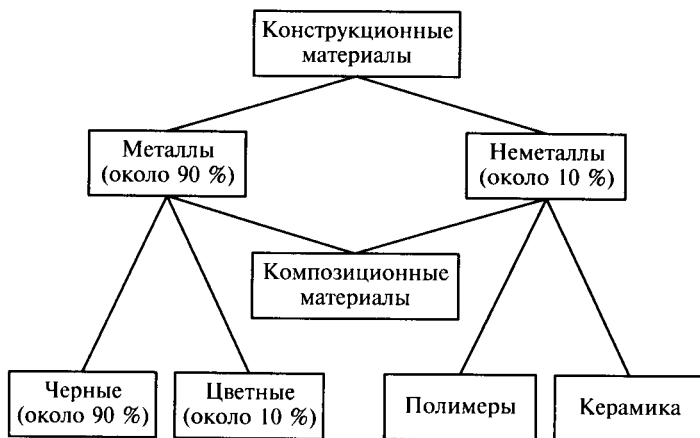 Конструкционные
материалы
Металлы
(около 90 %)
Неметаллы
(около 10 %)
Композиционные
материалы
Черные
(около 90 %)
Цветные
(около 10 %)
Полимеры
Керамика